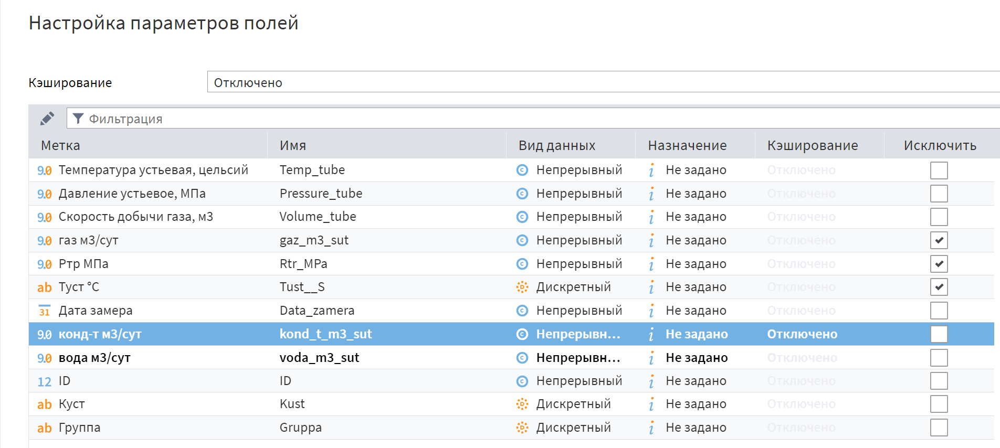 Настройка параметров полей
Кэширование Отключено
Фильтрация
Метка Имя Вид данных Назначение Кэширование Исключить
9.0 Температура устьевая, цельсий Temp_tube Непрерывный Не задано Отключено
9.0 Давление устьевое, МПа Pressure_tube Непрерывный Не задано Отключено
9.0 Скорость добычи газа, м3 Volume_tube Непрерывный Не задано Отключено
9.0 газ м3/сут gaz_m3_sut Непрерывный Не задано Отключено
9.0 Ртр МПа Rtr_MPa Непрерывный Не задано Отключено
ab Туст °С Tust__S Дискретный Не задано Отключено
31 Дата замера Data_zamera Непрерывный Не задано Отключено
9.0 конд-т м3/сут kond_t_m3_sut Непрерывн... Не задано Отключено
9.0 вода м3/сут voda_m3_sut Непрерывн... Не задано Отключено
12 ID ID Непрерывный Не задано Отключено
ab Куст Kust Дискретный Не задано Отключено
ab Группа Gruppa Дискретный Не задано Отключено